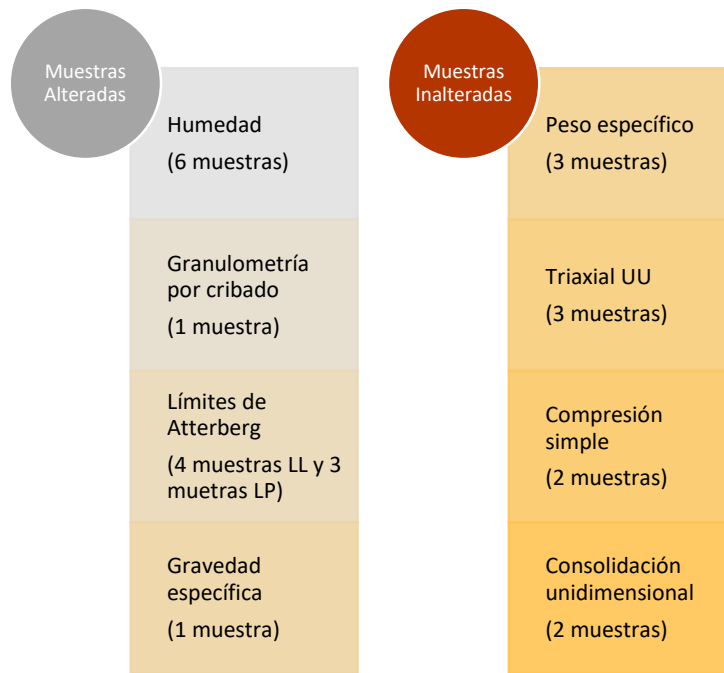 Muestras
Alteradas
Humedad
(6 muestras)
Granulometría
por cribado
(1 muestra)
Límites de
Atterberg
(4 muestras LL y 3
muetras LP)
Gravedad
específica
(1 muestra)
Muestras
Inalteradas
Peso específico
(3 muestras)
Triaxial UU
(3 muestras)
Compresión
simple
(2 muestras)
Consolidación
unidimensional
(2 muestras)